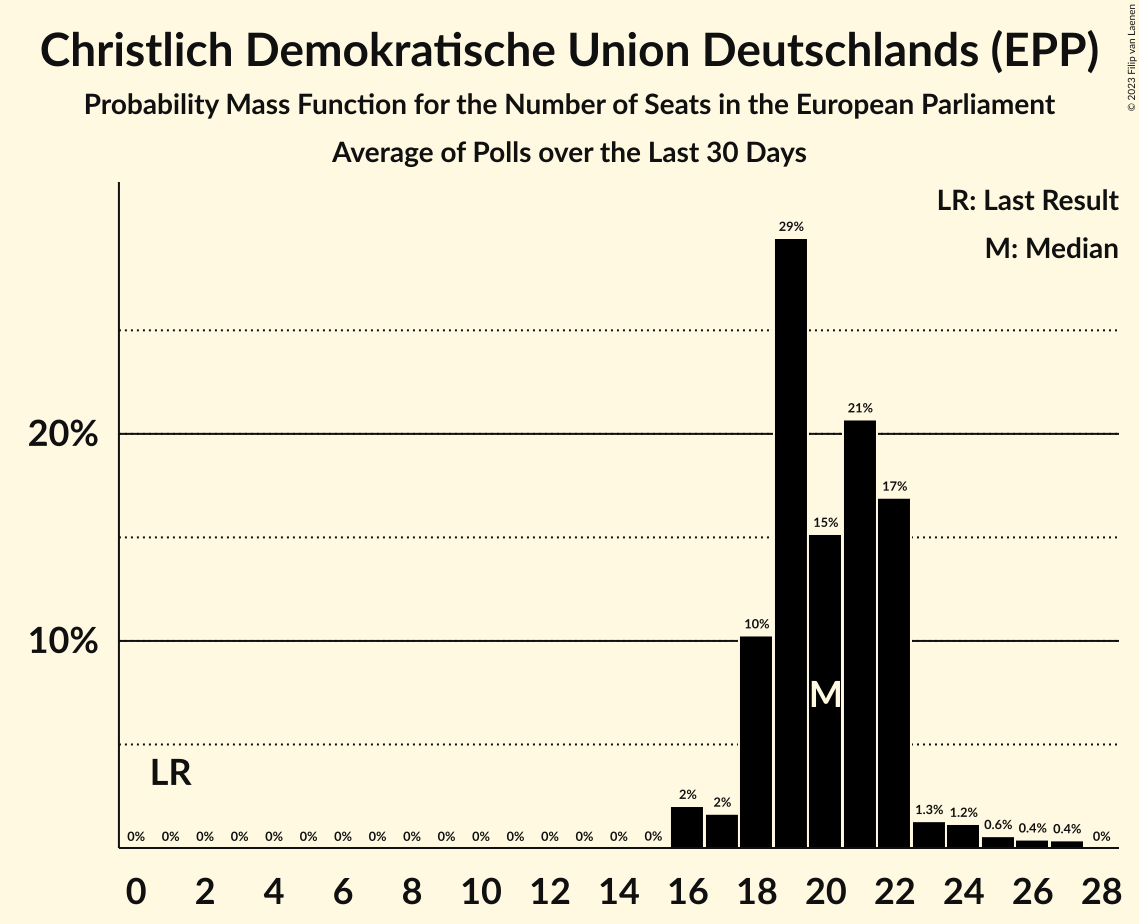 Christlich Demokratische Union Deutschlands (EPP)
Probability Mass Function for the Number of Seats in the European Parliament
Average of Polls over the Last 30 Days
© 2023 Filip van Laenen
LR: Last Result
M: Median
29%
21%
20%
17%
15%
10%
10%
M
LR
2%
2%
1.3%
1.2%
0.6%
0.4%
0.4%
0%
0% 0% 0% 0% 0% 0% 0% 0% 0% 0% 0% 0% 0% 0% 0% 0%
0 2 4 6 8 10 12 14 16 18 20 22 24 26 28